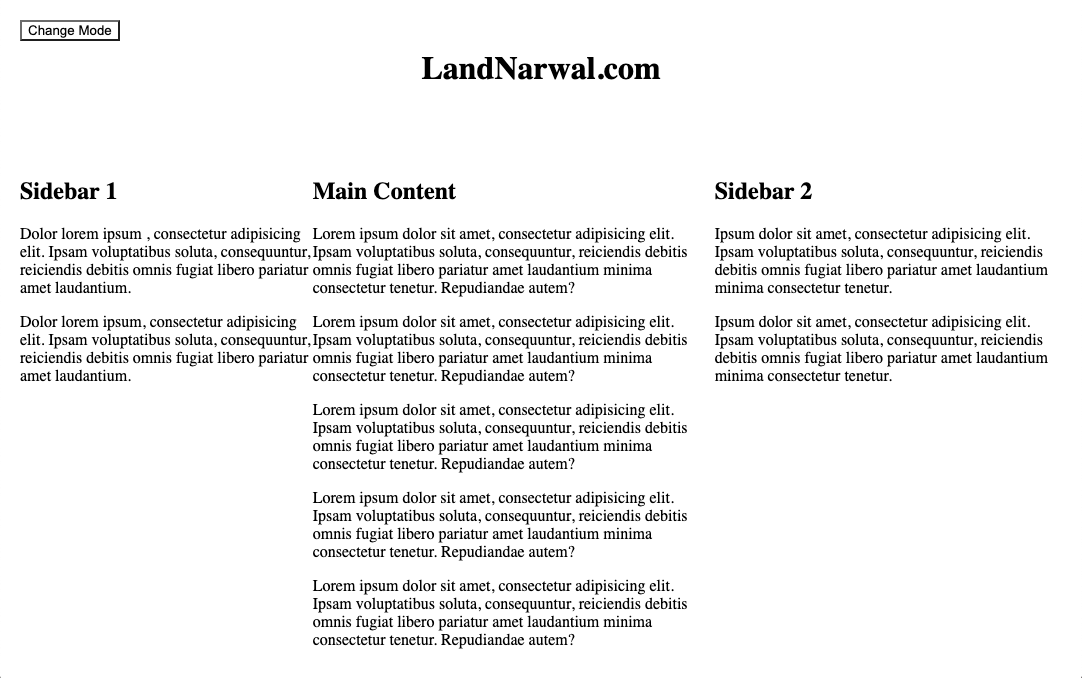 Change Mode
LandNarwal.com
Sidebar 1
Dolor lorem ipsum , consectetur adipisicing
elit. Ipsam voluptatibus soluta, consequuntur,
reiciendis debitis omnis fugiat libero pariatur
amet laudantium.
Dolor lorem ipsum, consectetur adipisicing
elit. Ipsam voluptatibus soluta, consequuntur,
reiciendis debitis omnis fugiat libero pariatur
amet laudantium.
Main Content
Lorem ipsum dolor sit amet, consectetur adipisicing elit.
Ipsam voluptatibus soluta, consequuntur, reiciendis debitis
omnis fugiat libero pariatur amet laudantium minima
consectetur tenetur. Repudiandae autem?
Lorem ipsum dolor sit amet, consectetur adipisicing elit.
Ipsam voluptatibus soluta, consequuntur, reiciendis debitis
omnis fugiat libero pariatur amet laudantium minima
consectetur tenetur. Repudiandae autem?
Lorem ipsum dolor sit amet, consectetur adipisicing elit.
Ipsam voluptatibus soluta, consequuntur, reiciendis debitis
omnis fugiat libero pariatur amet laudantium minima
consectetur tenetur. Repudiandae autem?
Lorem ipsum dolor sit amet, consectetur adipisicing elit.
Ipsam voluptatibus soluta, consequuntur, reiciendis debitis
omnis fugiat libero pariatur amet laudantium minima
consectetur tenetur. Repudiandae autem?
Lorem ipsum dolor sit amet, consectetur adipisicing elit.
Ipsam voluptatibus soluta, consequuntur, reiciendis debitis
omnis fugiat libero pariatur amet laudantium minima
consectetur tenetur. Repudiandae autem?
Sidebar 2
Ipsum dolor sit amet, consectetur adipisicing elit.
Ipsam voluptatibus soluta, consequuntur, reiciendis
debitis omnis fugiat libero pariatur amet laudantium
minima consectetur tenetur.
Ipsum dolor sit amet, consectetur adipisicing elit.
Ipsam voluptatibus soluta, consequuntur, reiciendis
debitis omnis fugiat libero pariatur amet laudantium
minima consectetur tenetur.